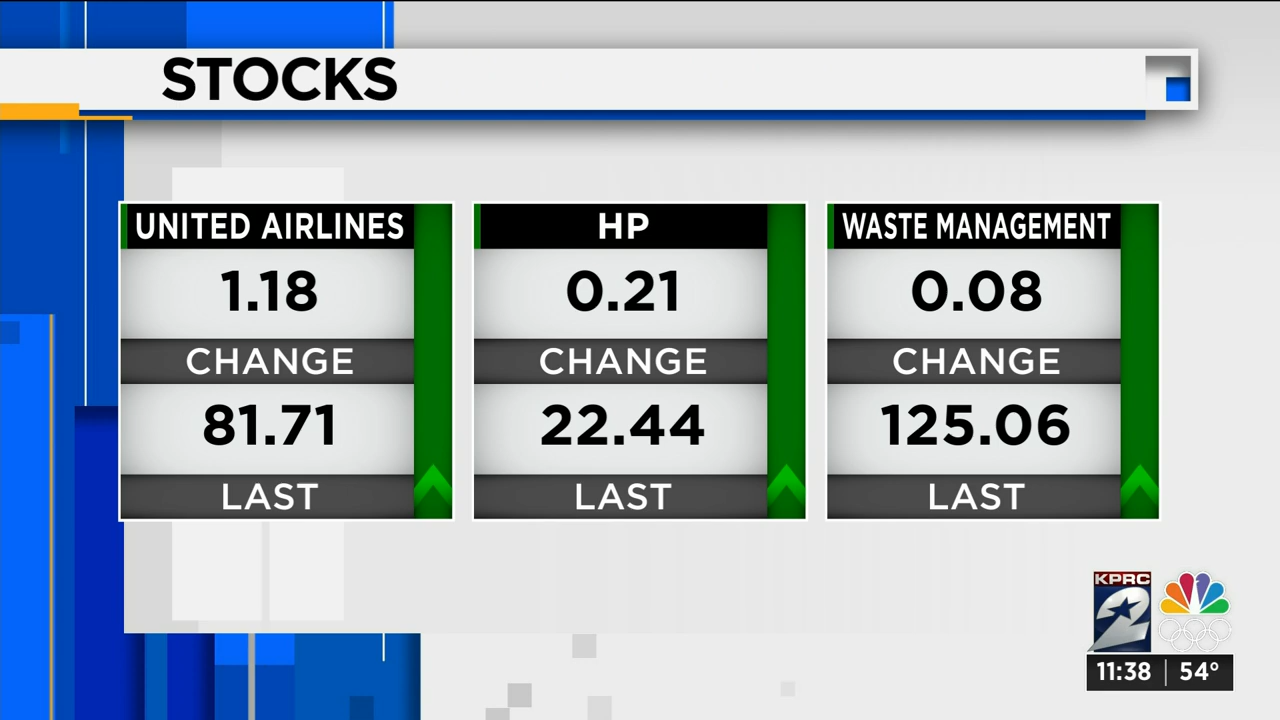 STOCKS
UNITED AIRLINES
1.18
CHANGE
81.71
LAST
HP
0.21
CHANGE
22.44
LAST
WASTE MANAGEMENT
0.08
CHANGE
125.06
LAST
KPRC
2
11:38 54°